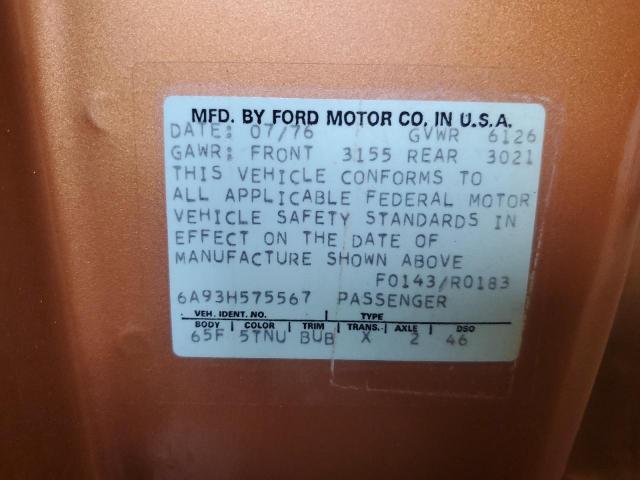 MFD. BY FORD MOTOR CO. IN U.S.A.
DATE: 07/76 GVWR 6126
GAWR: FRONT 3155 REAR 3021
THIS VEHICLE CONFORMS TO
ALL APPLICABLE FEDERAL MOTOR
VEHICLE SAFETY STANDARDS IN
EFFECT ON THE DATE OF
MANUFACTURE SHOWN ABOVE
F0143/R0183
6A93H575567 PASSENGER
VEH. IDENT. NO. TYPE
BODY COLOR TRIM TRANS. AXLE DSO
65F 5TNU BUB X 2 46